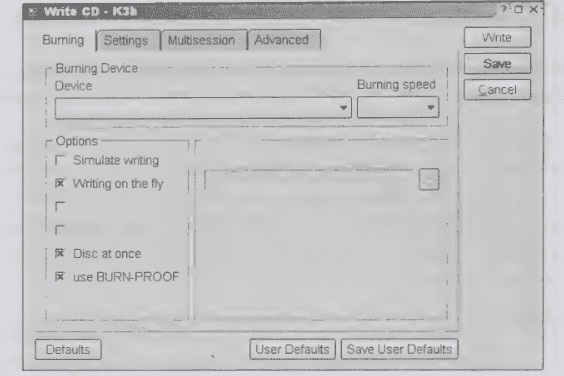 Write CD - K3b
Burning Settings Multisession Advanced
Write
Save
Cancel
Burning Device
Device Burning speed
Options
Simulate writing
Writing on the fly
Disc at once
use BURN-PROOF
Defaults User Defaults Save User Defaults